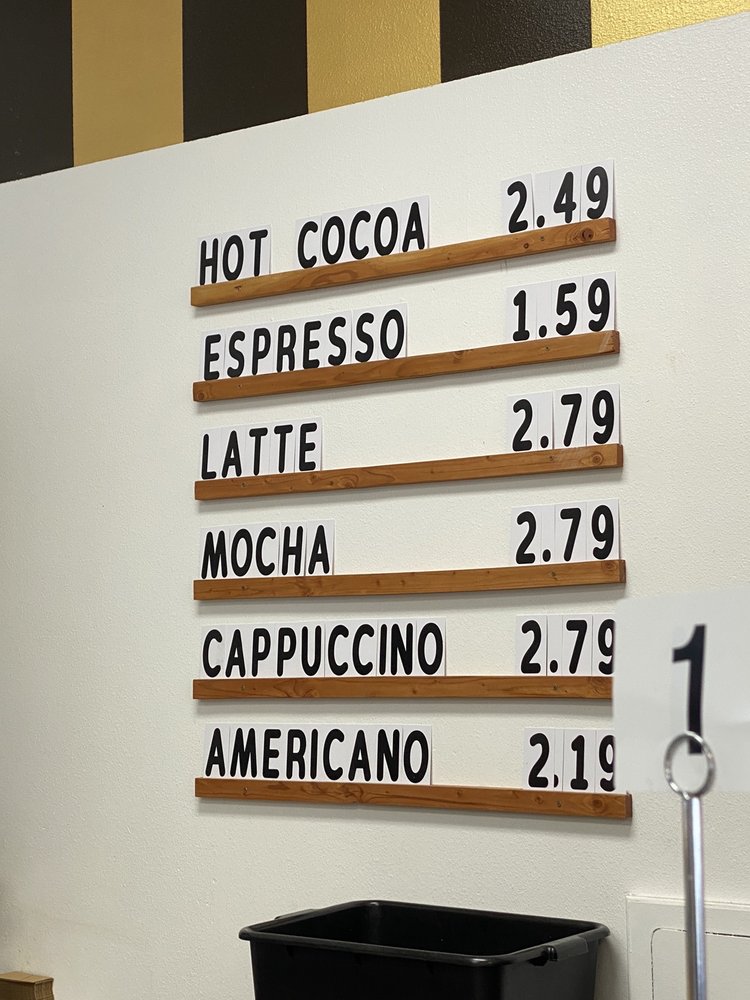 HOT COCOA 2.49
ESPRESSO 1.59
LATTE 2.79
MOCHA 2.79
CAPPUCCINO 2.79
AMERICANO 2.19
1